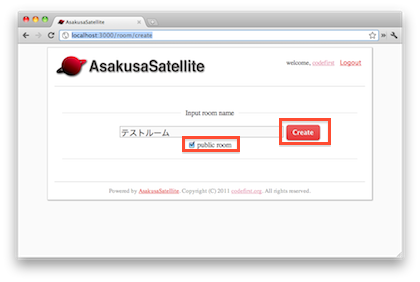 AsakusaSatellite
localhost:3000/room/create
AsakusaSatellite
welcome, codefirst Logout
Input room name
テストルーム
Create
public room
Powered by AsakusaSatellite. Copyright (C) 2011 codefirst.org. All rights reserved.